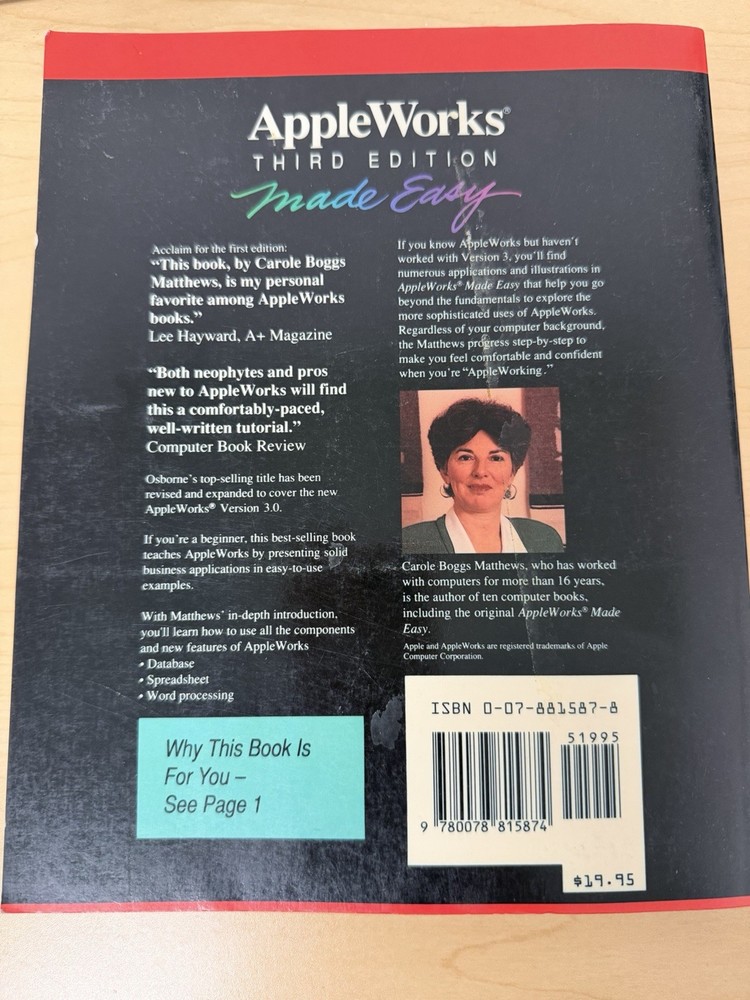 AppleWorks®
THIRD EDITION
Made Easy
Acclaim for the first edition:
“This book, by Carole Boggs
Matthews, is my personal
favorite among AppleWorks
books.”
Lee Hayward, A+ Magazine
“Both neophytes and pros
new to AppleWorks will find
this a comfortably-paced,
well-written tutorial.”
Computer Book Review
Osborne’s top-selling title has been
revised and expanded to cover the new
AppleWorks® Version 3.0.
If you’re a beginner, this best-selling book
teaches AppleWorks by presenting solid
business applications in easy-to-use
examples.
With Matthews’ in-depth introduction,
you’ll learn how to use all the components
and new features of AppleWorks
• Database
• Spreadsheet
• Word processing
Why This Book Is
For You –
See Page 1
If you know AppleWorks but haven’t
worked with Version 3, you’ll find
numerous applications and illustrations in
AppleWorks® Made Easy that help you go
beyond the fundamentals to explore the
more sophisticated uses of AppleWorks.
Regardless of your computer background,
the Matthews progress step-by-step to
make you feel comfortable and confident
when you’re “AppleWorking.”
Carole Boggs Matthews, who has worked
with computers for more than 16 years,
is the author of ten computer books,
including the original AppleWorks® Made
Easy.
Apple and AppleWorks are registered trademarks of Apple
Computer Corporation.
ISBN 0-07-881587-8
51995
9 780078 815874
$19.95